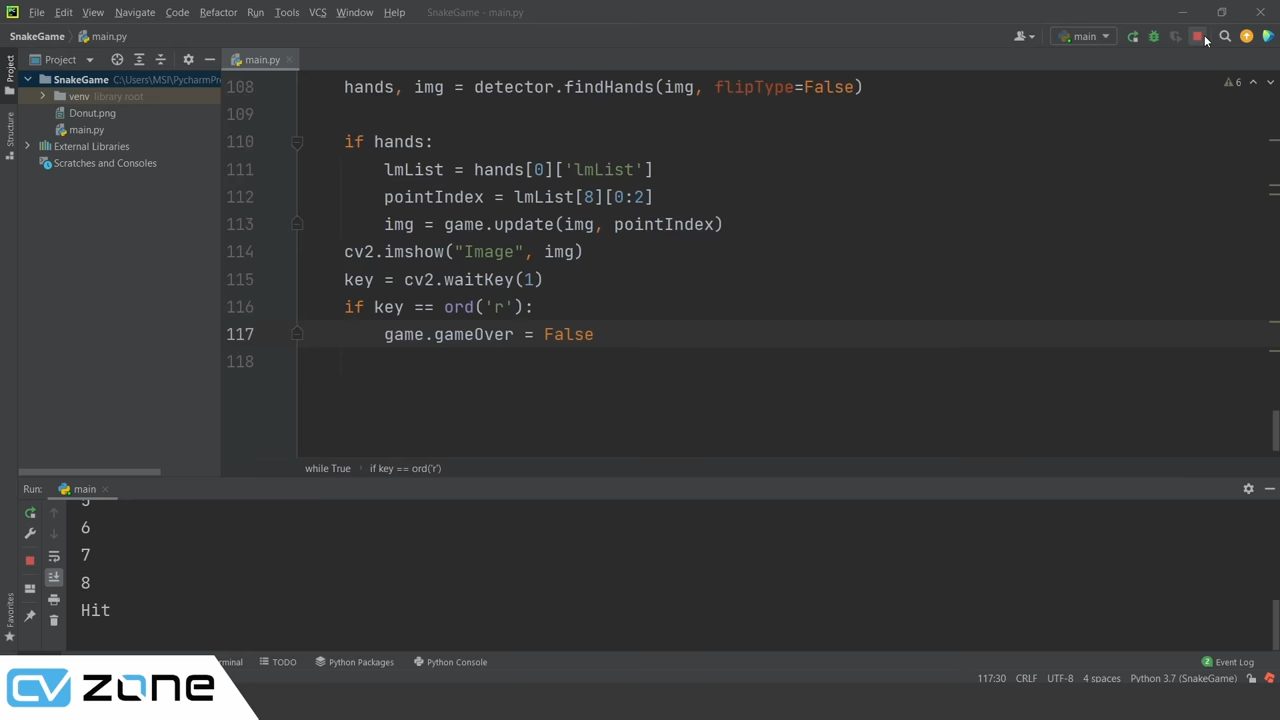 File Edit View Navigate Code Refactor Run Tools VCS Window Help SnakeGame - main.py
SnakeGame main.py main
Project main.py
SnakeGame C:\Users\MSI\PycharmPr
venv library root
Donut.png
main.py
External Libraries
Scratches and Consoles
Project
Structure
Favorites
6
108 hands, img = detector.findHands(img, flipType=False)
109
110 if hands:
111 lmList = hands[0]['lmList']
112 pointIndex = lmList[8][0:2]
113 img = game.update(img, pointIndex)
114 cv2.imshow("Image", img)
115 key = cv2.waitKey(1)
116 if key == ord('r'):
117 game.gameOver = False
118
while True if key == ord('r')
Run: main
5
6
7
8
Hit
TODO Python Packages Python Console 2 Event Log
117:30 CRLF UTF-8 4 spaces Python 3.7 (SnakeGame)
CV zone